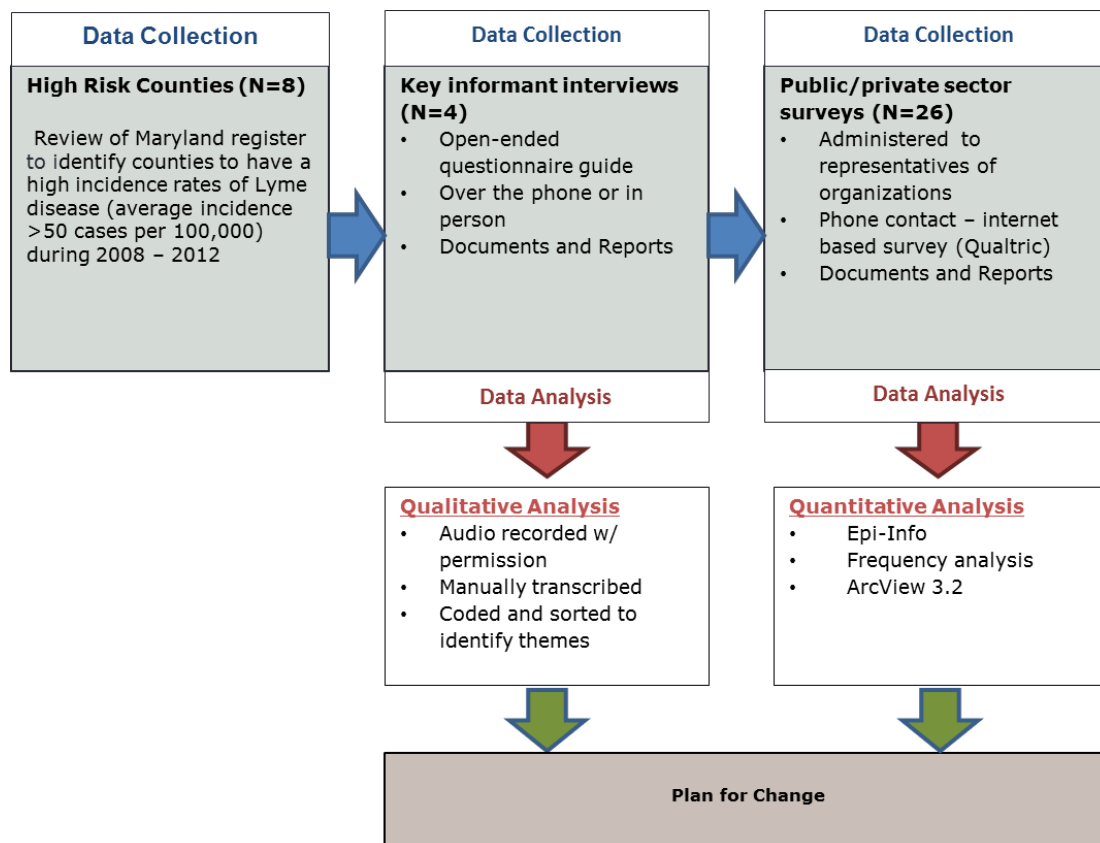 Data Collection
High Risk Counties (N=8)
Review of Maryland register
to identify counties to have a
high incidence rates of Lyme
disease (average incidence
>50 cases per 100,000)
during 2008 – 2012
Data Collection
Key informant interviews
(N=4)
• Open-ended
questionnaire guide
• Over the phone or in
person
• Documents and Reports
Data Analysis
Qualitative Analysis
• Audio recorded w/
permission
• Manually transcribed
• Coded and sorted to
identify themes
Data Collection
Public/private sector
surveys (N=26)
• Administered to
representatives of
organizations
• Phone contact – internet
based survey (Qualtric)
• Documents and Reports
Data Analysis
Quantitative Analysis
• Epi-Info
• Frequency analysis
• ArcView 3.2
Plan for Change